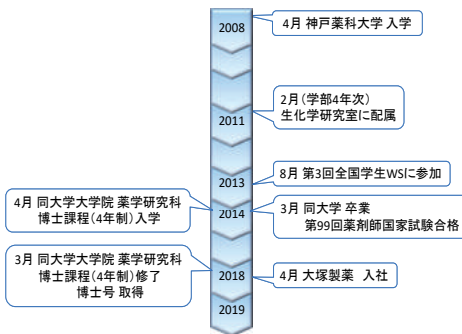 2008
4月 神戸薬科大学 入学
2月(学部4年次)
生化学研究室に配属
2011
8月 第3回全国学生WSに参加
2013
4月 同大学大学院 薬学研究科
博士課程(4年制)入学
2014
3月 同大学 卒業
第99回薬剤師国家試験合格
3月 同大学大学院 薬学研究科
博士課程(4年制)修了
博士号 取得
2018
4月 大塚製薬 入社
2019